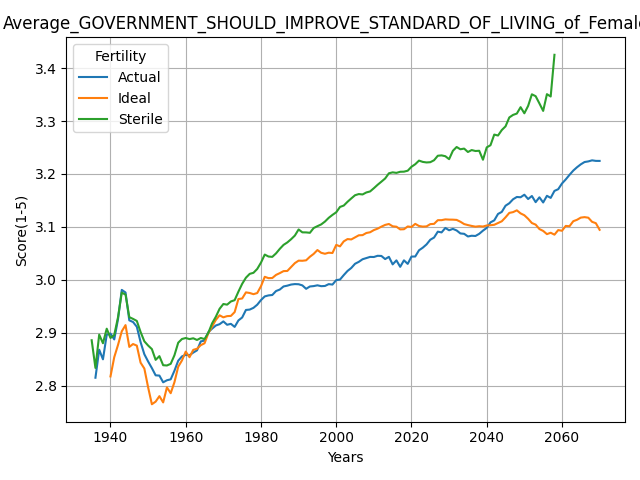 Average_GOVERNMENT_SHOULD_IMPROVE_STANDARD_OF_LIVING_of_Female
Fertility
Actual
Ideal
Sterile
3.4
3.3
3.2
3.1
3.0
2.9
2.8
Score(1-5)
1940 1960 1980 2000 2020 2040 2060
Years